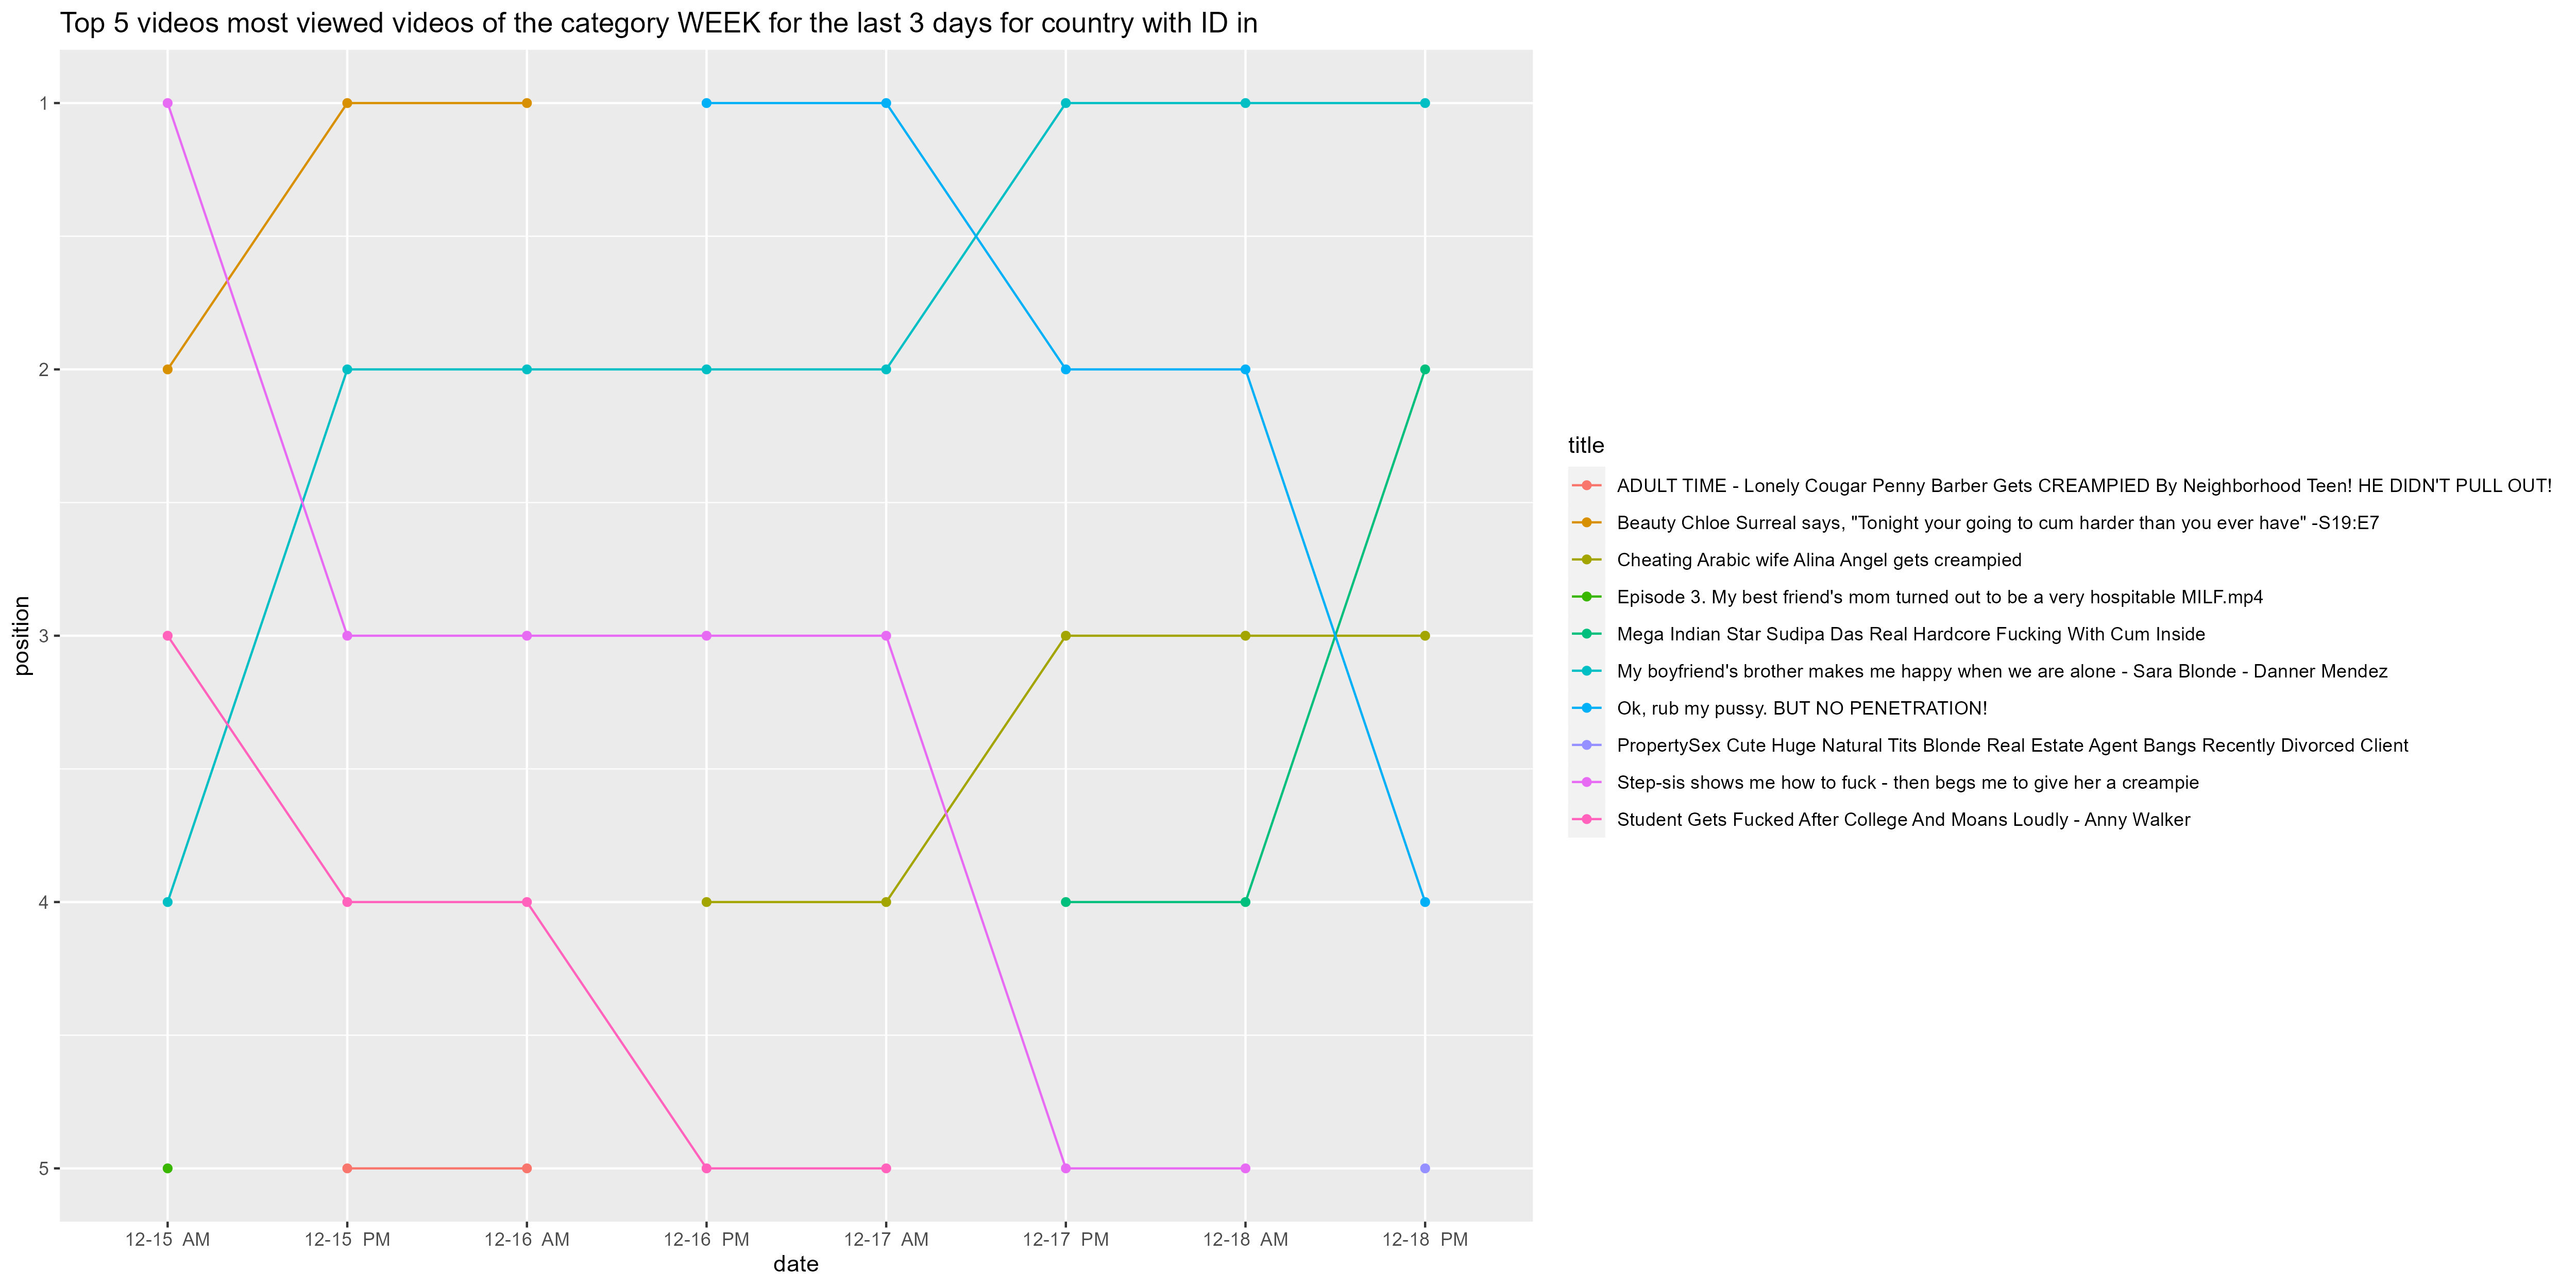 Top 5 videos most viewed videos of the category WEEK for the last 3 days for country with ID in
1
2
3
4
5
position
12-15 AM
12-15 PM
12-16 AM
12-16 PM
12-17 AM
12-17 PM
12-18 AM
12-18 PM
date
title
ADULT TIME - Lonely Cougar Penny Barber Gets CREAMPIED By Neighborhood Teen! HE DIDN'T PULL OUT!
Beauty Chloe Surreal says, "Tonight your going to cum harder than you ever have" -S19:E7
Cheating Arabic wife Alina Angel gets creampied
Episode 3. My best friend's mom turned out to be a very hospitable MILF.mp4
Mega Indian Star Sudipa Das Real Hardcore Fucking With Cum Inside
My boyfriend's brother makes me happy when we are alone - Sara Blonde - Danner Mendez
Ok, rub my pussy. BUT NO PENETRATION!
PropertySex Cute Huge Natural Tits Blonde Real Estate Agent Bangs Recently Divorced Client
Step-sis shows me how to fuck - then begs me to give her a creampie
Student Gets Fucked After College And Moans Loudly - Anny Walker